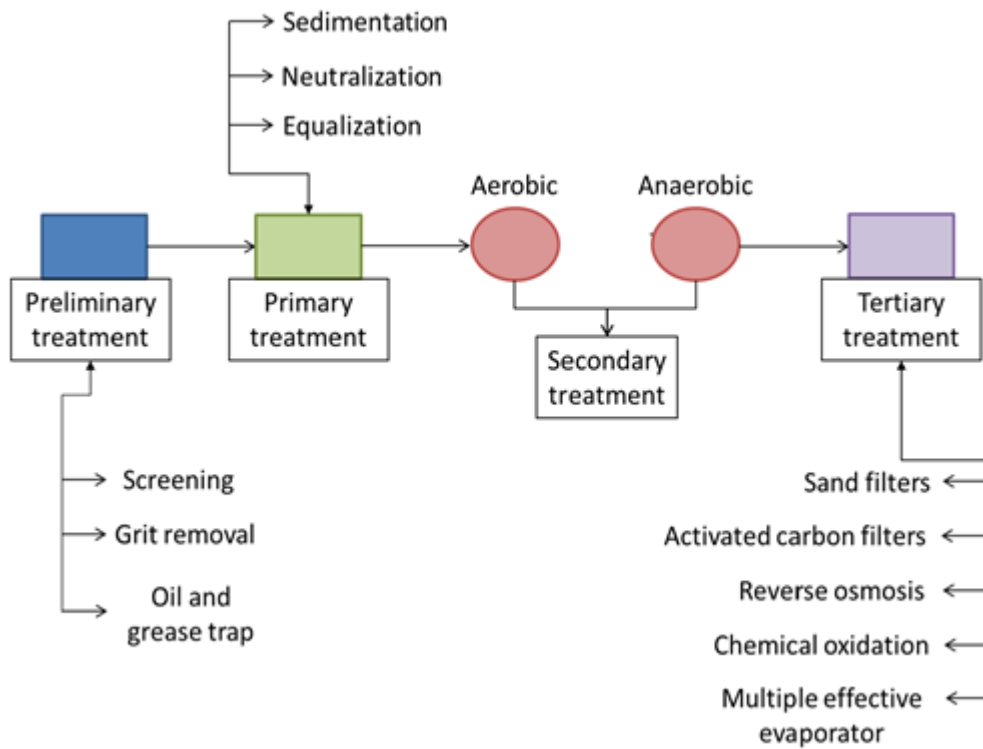 Sedimentation
Neutralization
Equalization
Aerobic
Anaerobic
Preliminary
treatment
Primary
treatment
Secondary
treatment
Tertiary
treatment
Screening
Grit removal
Oil and
grease trap
Sand filters
Activated carbon filters
Reverse osmosis
Chemical oxidation
Multiple effective
evaporator